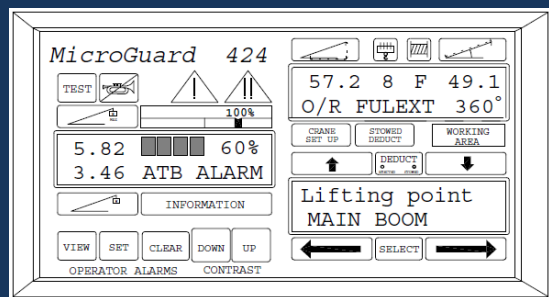 MicroGuard 424
TEST
100%
5.82 60%
3.46 ATB ALARM
INFORMATION
VIEW SET CLEAR DOWN UP
OPERATOR ALARMS CONTRAST
57.2 8 F 49.1
O/R FULEXT 360°
CRANE SET UP
STOWED DEDUCT
WORKING AREA
DEDUCT
Lifting point
MAIN BOOM
SELECT